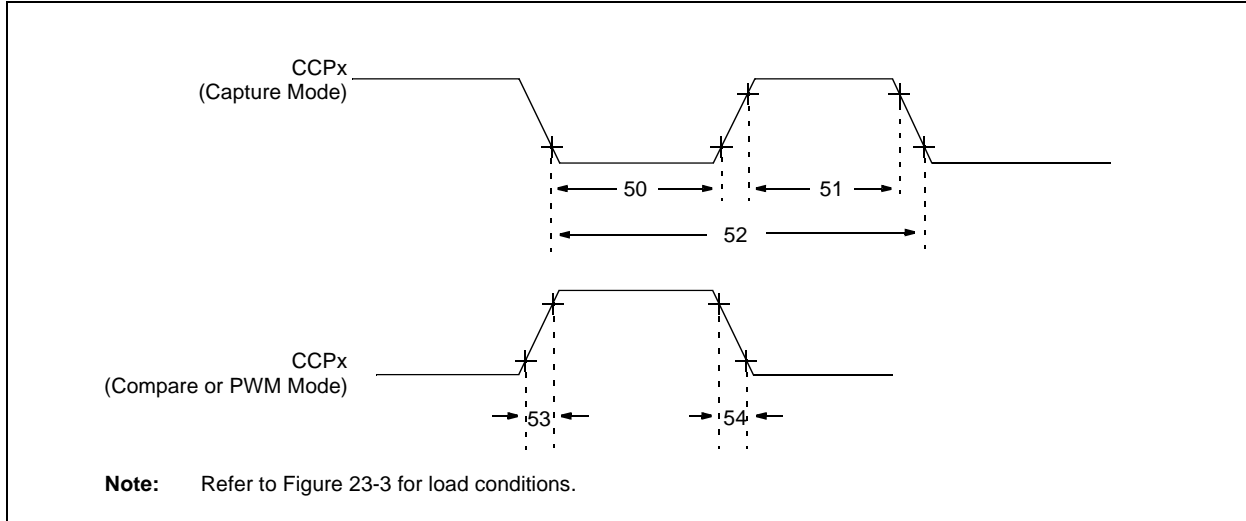 CCPx
(Capture Mode)
50
51
52
CCPx
(Compare or PWM Mode)
53
54
Note: Refer to Figure 23-3 for load conditions.